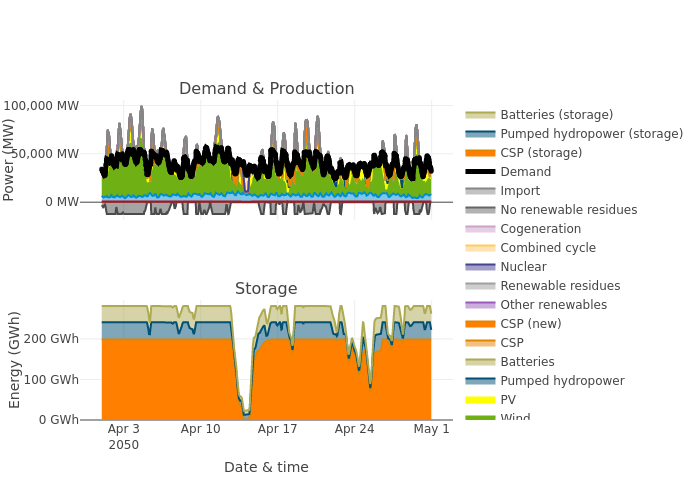 Demand & Production
100,000 MW
50,000 MW
0 MW
Power (MW)
Storage
200 GWh
100 GWh
0 GWh
Energy (GWh)
Apr 3
2050
Apr 10
Apr 17
Apr 24
May 1
Date & time
Batteries (storage)
Pumped hydropower (storage)
CSP (storage)
Demand
Import
No renewable residues
Cogeneration
Combined cycle
Nuclear
Renewable residues
Other renewables
CSP (new)
CSP
Batteries
Pumped hydropower
PV
Wind